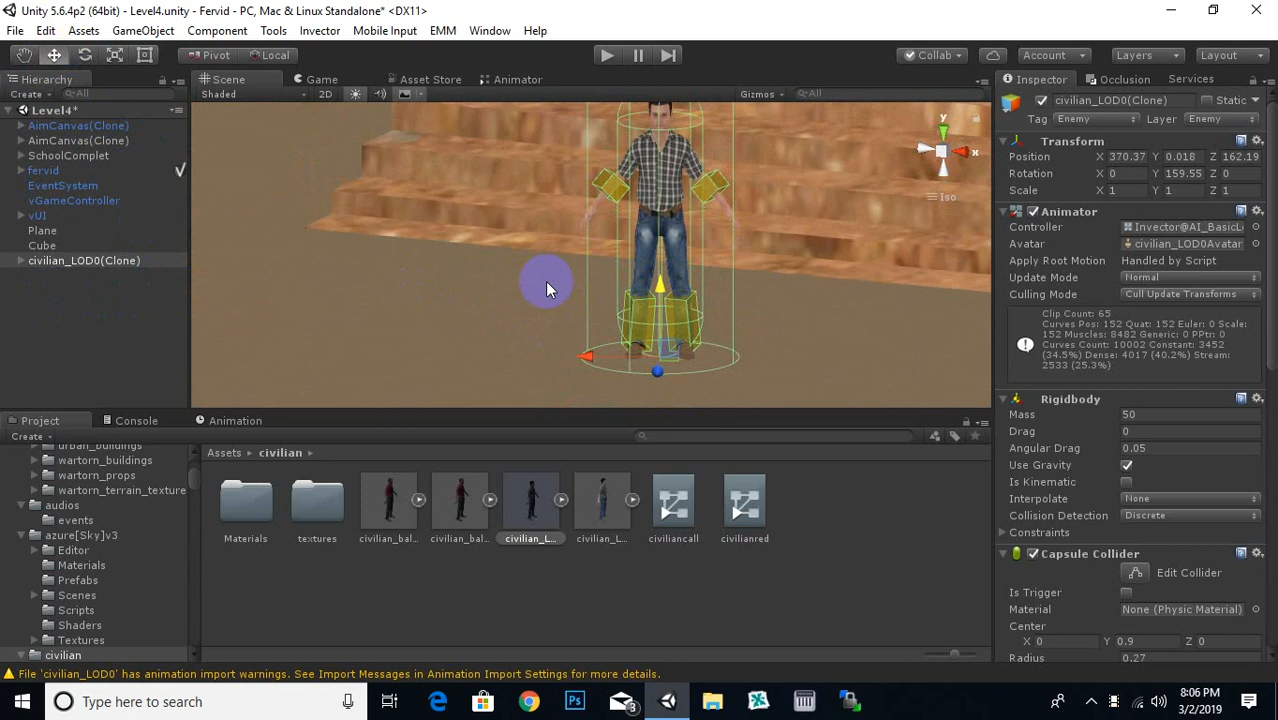 Unity 5.6.4p2 (64bit) - Level4.unity - Fervid - PC, Mac & Linux Standalone* <DX11>
File Edit Assets GameObject Component Tools Invector Mobile Input EMM Window Help
Pivot Local Collab Account Layers Layout
Hierarchy
Create All
Level4*
AimCanvas(Clone)
AimCanvas(Clone)
SchoolComplet
fervid
EventSystem
vGameController
vUI
Plane
Cube
civilian_LOD0(Clone)
Scene Game Asset Store Animator
Shaded 2D Gizmos All
y
x
Iso
Inspector Occlusion Services
civilian_LOD0(Clone) Static
Tag Enemy Layer Enemy
Transform
Position X 370.37 Y 0.018 Z 162.19
Rotation X 0 Y 159.55 Z 0
Scale X 1 Y 1 Z 1
Animator
Controller Invector@AI_BasicL
Avatar civilian_LOD0Avatar
Apply Root Motion Handled by Script
Update Mode Normal
Culling Mode Cull Update Transforms
Clip Count: 65
Curves Pos: 152 Quat: 152 Euler: 0 Scale:
152 Muscles: 8482 Generic: 0 PPtr: 0
Curves Count: 10002 Constant: 3452
(34.5%) Dense: 4017 (40.2%) Stream:
2533 (25.3%)
Rigidbody
Mass 50
Drag 0
Angular Drag 0.05
Use Gravity
Is Kinematic
Interpolate None
Collision Detection Discrete
Constraints
Capsule Collider
Edit Collider
Is Trigger
Material None (Physic Material)
Center
X 0 Y 0.9 Z 0
Radius 0.27
Project Console Animation
Create
urban_buildings
wartorn_buildings
wartorn_props
wartorn_terrain_texture
audios
events
azure[Sky]v3
Editor
Materials
Prefabs
Scenes
Scripts
Shaders
Textures
civilian
Assets civilian
Materials textures civilian_bal... civilian_bal... civilian_L... civilian_L... civiliancall civilianred
File 'civilian_LOD0' has animation import warnings. See Import Messages in Animation Import Settings for more details.
Type here to search
3
Ps
8:06 PM
3/2/2019